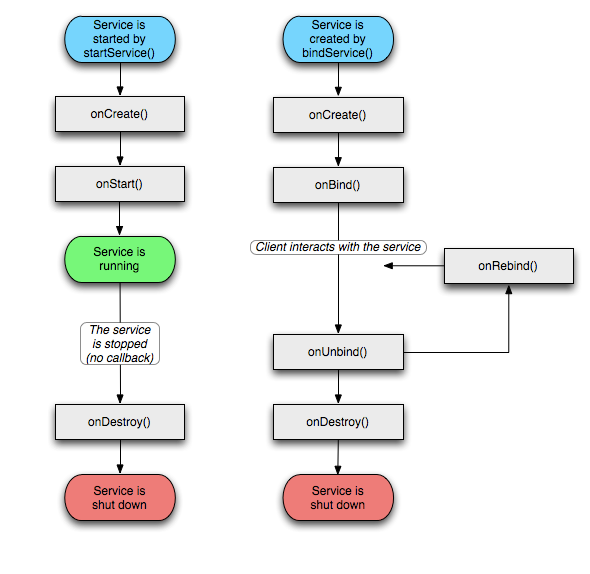 Service is
started by
startService()
onCreate()
onStart()
Service is
running
The service
is stopped
(no callback)
onDestroy()
Service is
shut down
Service is
created by
bindService()
onCreate()
onBind()
Client interacts with the service
onRebind()
onUnbind()
onDestroy()
Service is
shut down